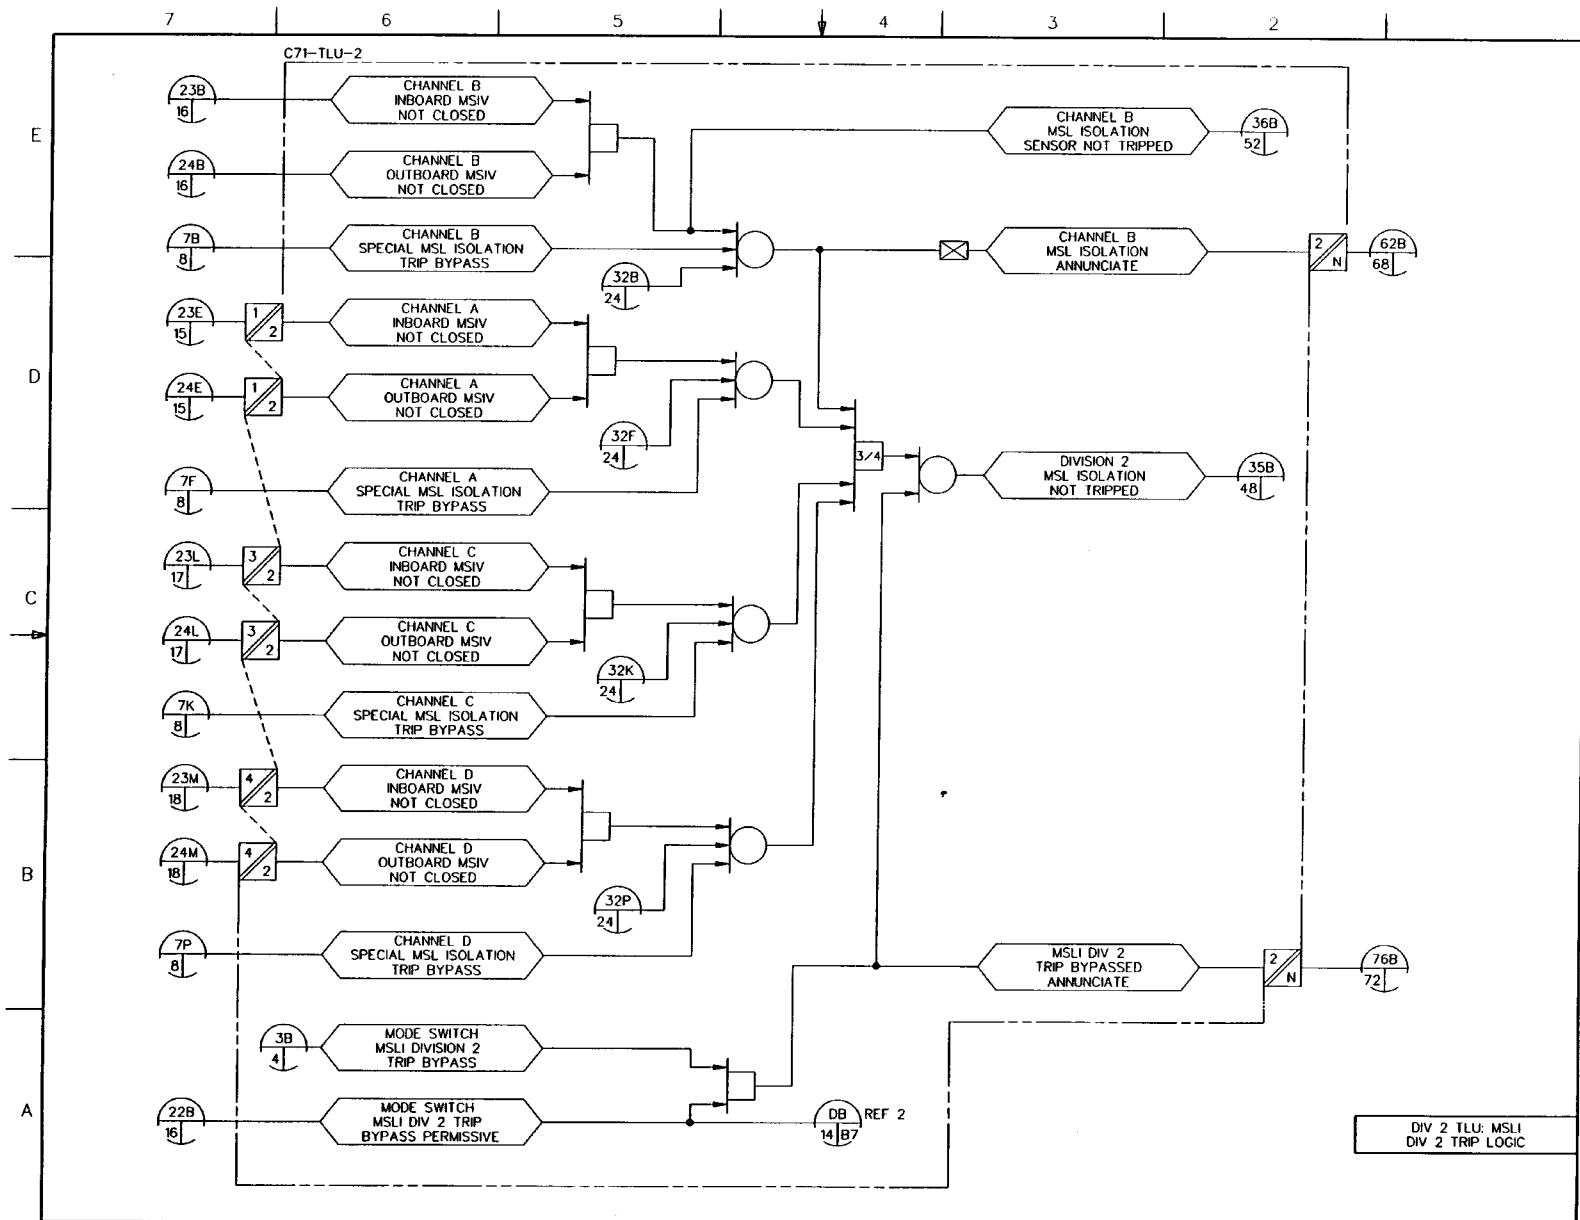 7 6 5 4 3 2
C71-TLU-2
E
23B
16
CHANNEL B
INBOARD MSIV
NOT CLOSED
CHANNEL B
MSL ISOLATION
SENSOR NOT TRIPPED
36B
52
24B
16
CHANNEL B
OUTBOARD MSIV
NOT CLOSED
7B
8
CHANNEL B
SPECIAL MSL ISOLATION
TRIP BYPASS
CHANNEL B
MSL ISOLATION
ANNUNCIATE
2
N
62B
68
32B
24
D
23E
15
1
2
CHANNEL A
INBOARD MSIV
NOT CLOSED
24E
15
1
2
CHANNEL A
OUTBOARD MSIV
NOT CLOSED
32F
24
3/4
DIVISION 2
MSL ISOLATION
NOT TRIPPED
35B
48
7F
8
CHANNEL A
SPECIAL MSL ISOLATION
TRIP BYPASS
C
23L
17
3
2
CHANNEL C
INBOARD MSIV
NOT CLOSED
24L
17
3
2
CHANNEL C
OUTBOARD MSIV
NOT CLOSED
32K
24
7K
8
CHANNEL C
SPECIAL MSL ISOLATION
TRIP BYPASS
B
23M
18
4
2
CHANNEL D
INBOARD MSIV
NOT CLOSED
24M
18
4
2
CHANNEL D
OUTBOARD MSIV
NOT CLOSED
32P
24
7P
8
CHANNEL D
SPECIAL MSL ISOLATION
TRIP BYPASS
MSLI DIV 2
TRIP BYPASSED
ANNUNCIATE
2
N
76B
72
A
3B
4
MODE SWITCH
MSLI DIVISION 2
TRIP BYPASS
22B
16
MODE SWITCH
MSLI DIV 2 TRIP
BYPASS PERMISSIVE
DB REF 2
14 B7
DIV 2 TLU: MSLI
DIV 2 TRIP LOGIC